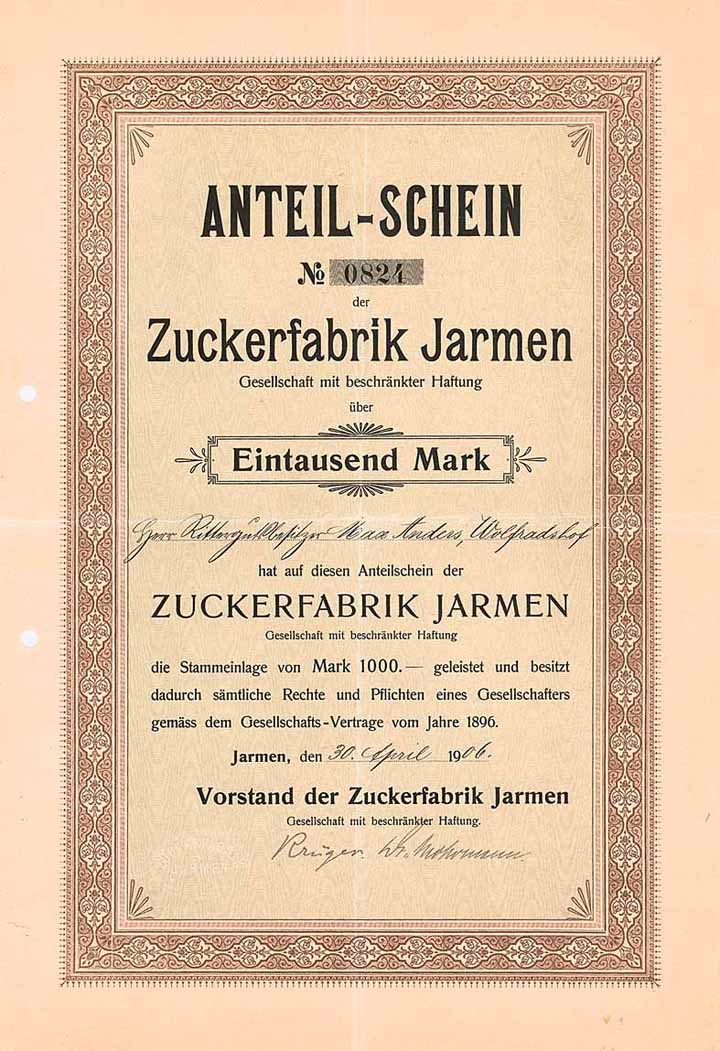 ANTEIL-SCHEIN
№ 0824
der
Zuckerfabrik Jarmen
Gesellschaft mit beschränkter Haftung
über
Eintausend Mark
Herr Rittergutsbesitzer Max Anders, Wolfradshof
hat auf diesen Anteilschein der
ZUCKERFABRIK JARMEN
Gesellschaft mit beschränkter Haftung
die Stammeinlage von Mark 1000.— geleistet und besitzt
dadurch sämtliche Rechte und Pflichten eines Gesellschafters
gemäss dem Gesellschafts-Vertrage vom Jahre 1896.
Jarmen, den 30. April 1906.
Vorstand der Zuckerfabrik Jarmen
Gesellschaft mit beschränkter Haftung.
Krüger.